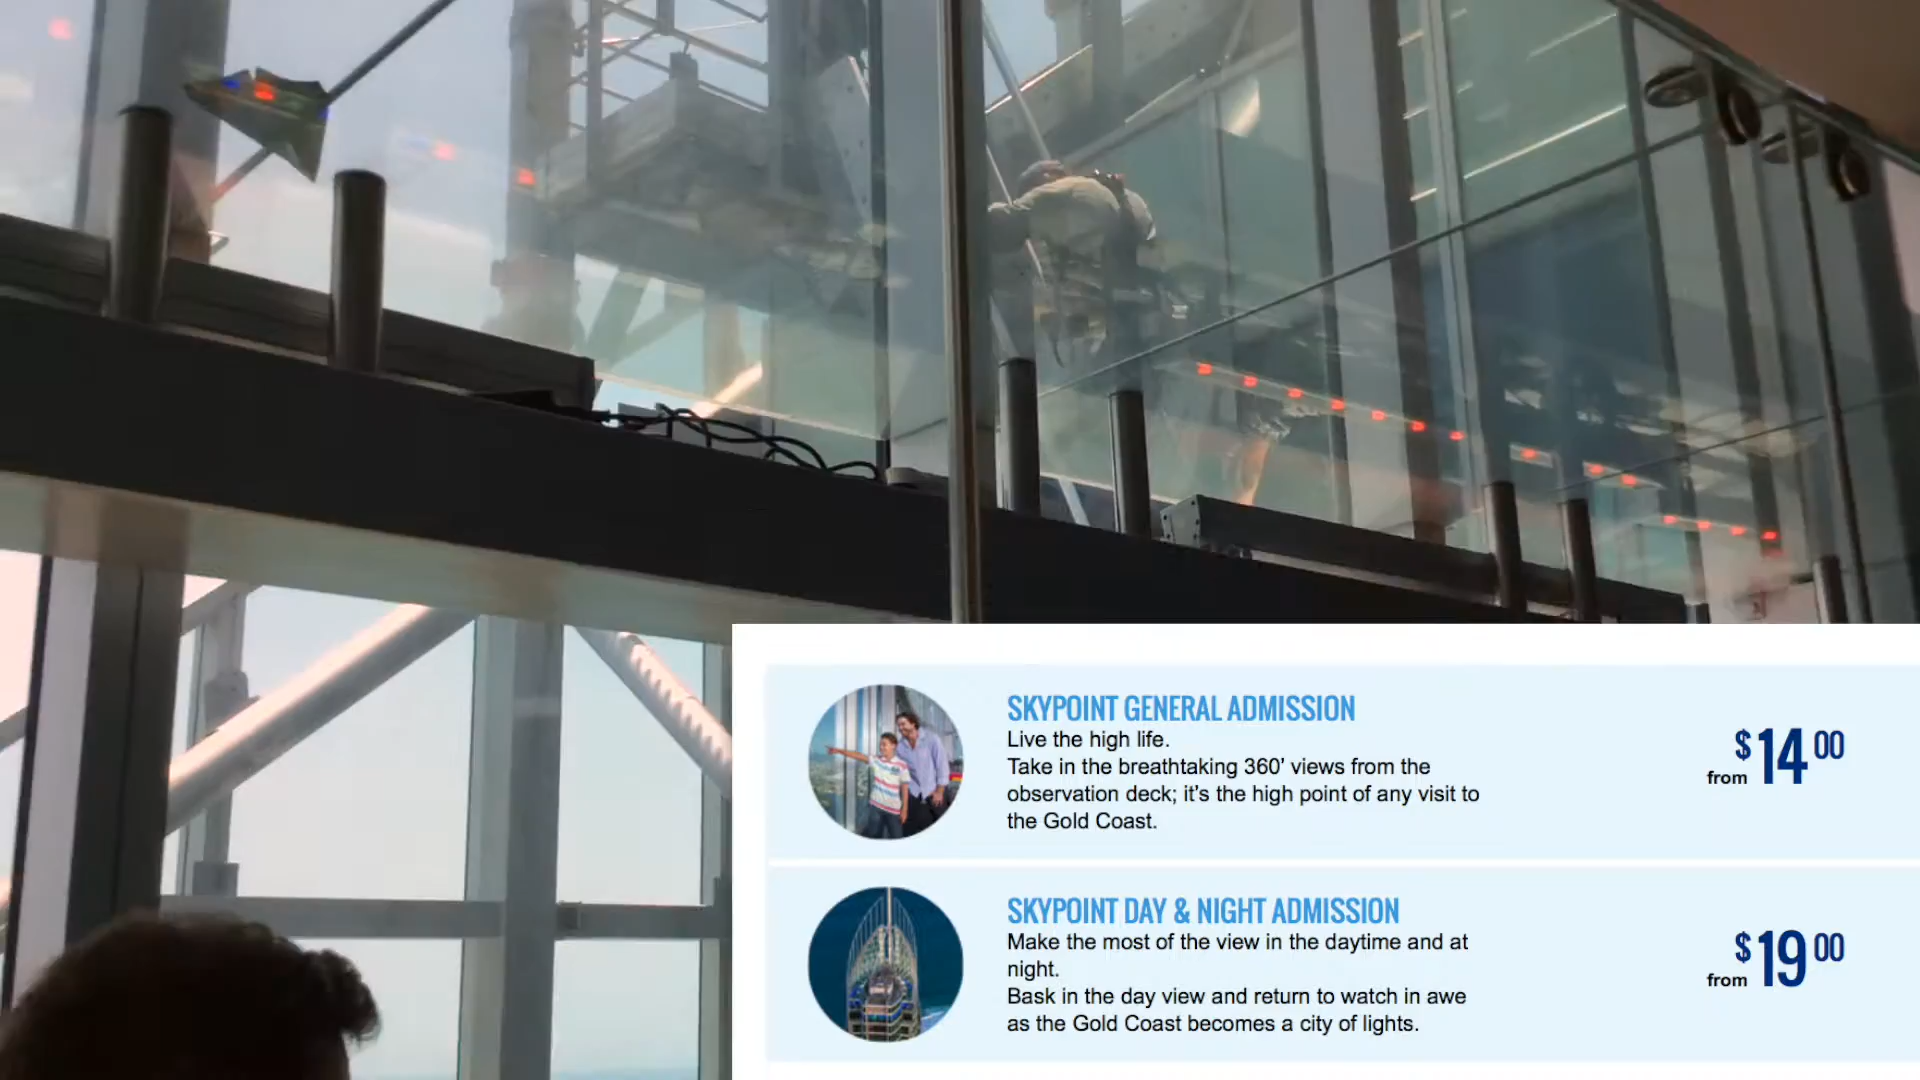 SKYPOINT GENERAL ADMISSION
Live the high life.
Take in the breathtaking 360' views from the
observation deck; it's the high point of any visit to
the Gold Coast.
from $14 00
SKYPOINT DAY & NIGHT ADMISSION
Make the most of the view in the daytime and at
night.
Bask in the day view and return to watch in awe
as the Gold Coast becomes a city of lights.
from $19 00